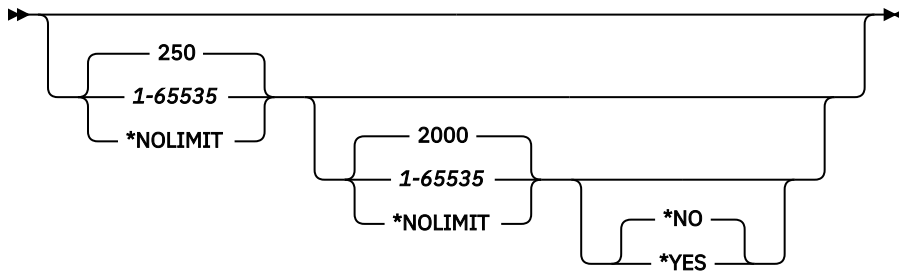 250
1-65535
*NOLIMIT
2000
1-65535
*NOLIMIT
*NO
*YES